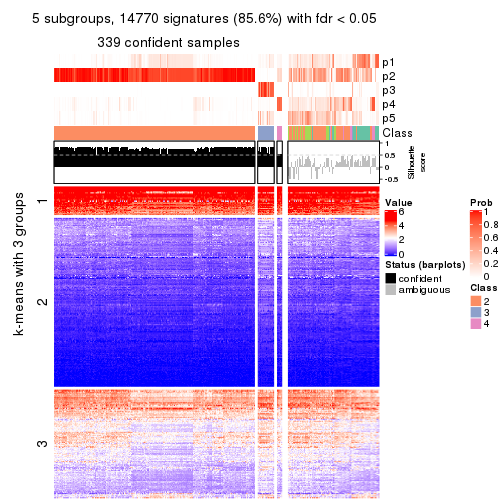 5 subgroups, 14770 signatures (85.6%) with fdr < 0.05
339 confident samples
p1
p2
p3
p4
p5
Class
1
0.5
0
-0.5
Silhouette
score
k-means with 3 groups
1
2
3
Value
6
4
2
0
Status (barplots)
confident
ambiguous
Prob
1
0.8
0.6
0.4
0.2
0
Class
2
3
4